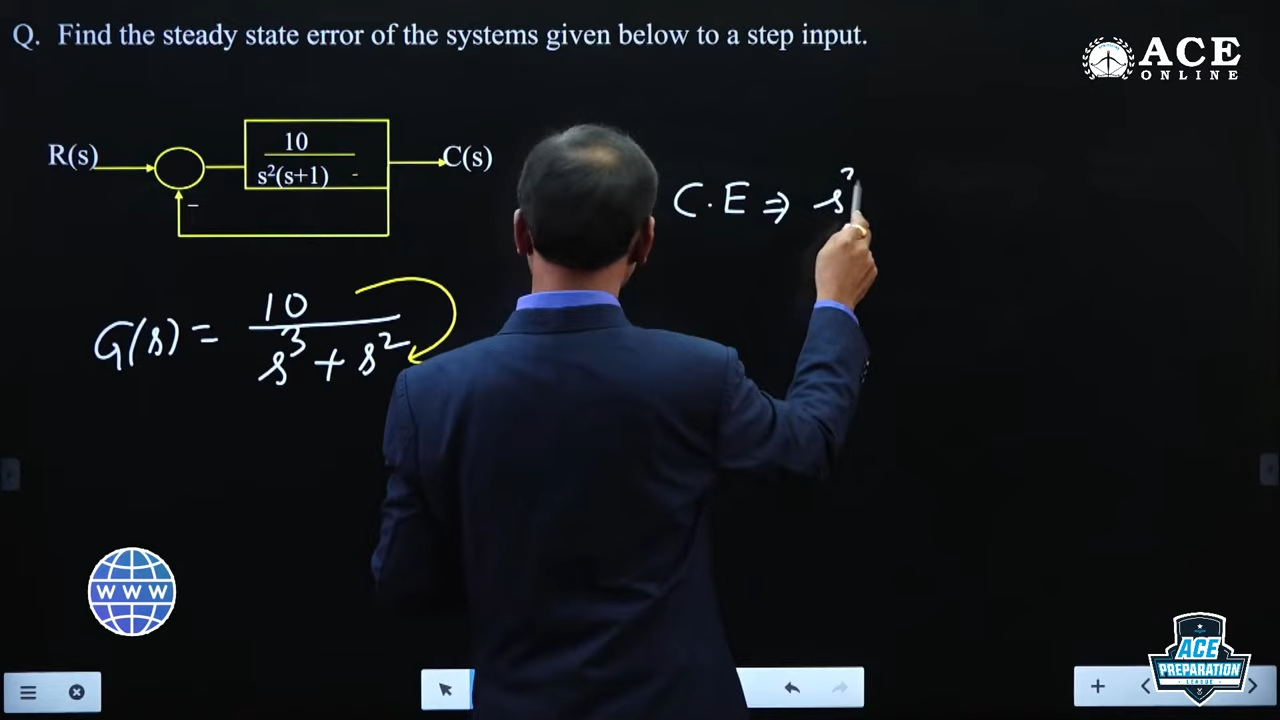 Q. Find the steady state error of the systems given below to a step input.
ACE
ONLINE
R(s)
10
s²(s+1)
C(s)
−
C.E ⇒ s³
G(s) = 10
s³ + s²
WWW
ACE
PREPARATION
LEAGUE